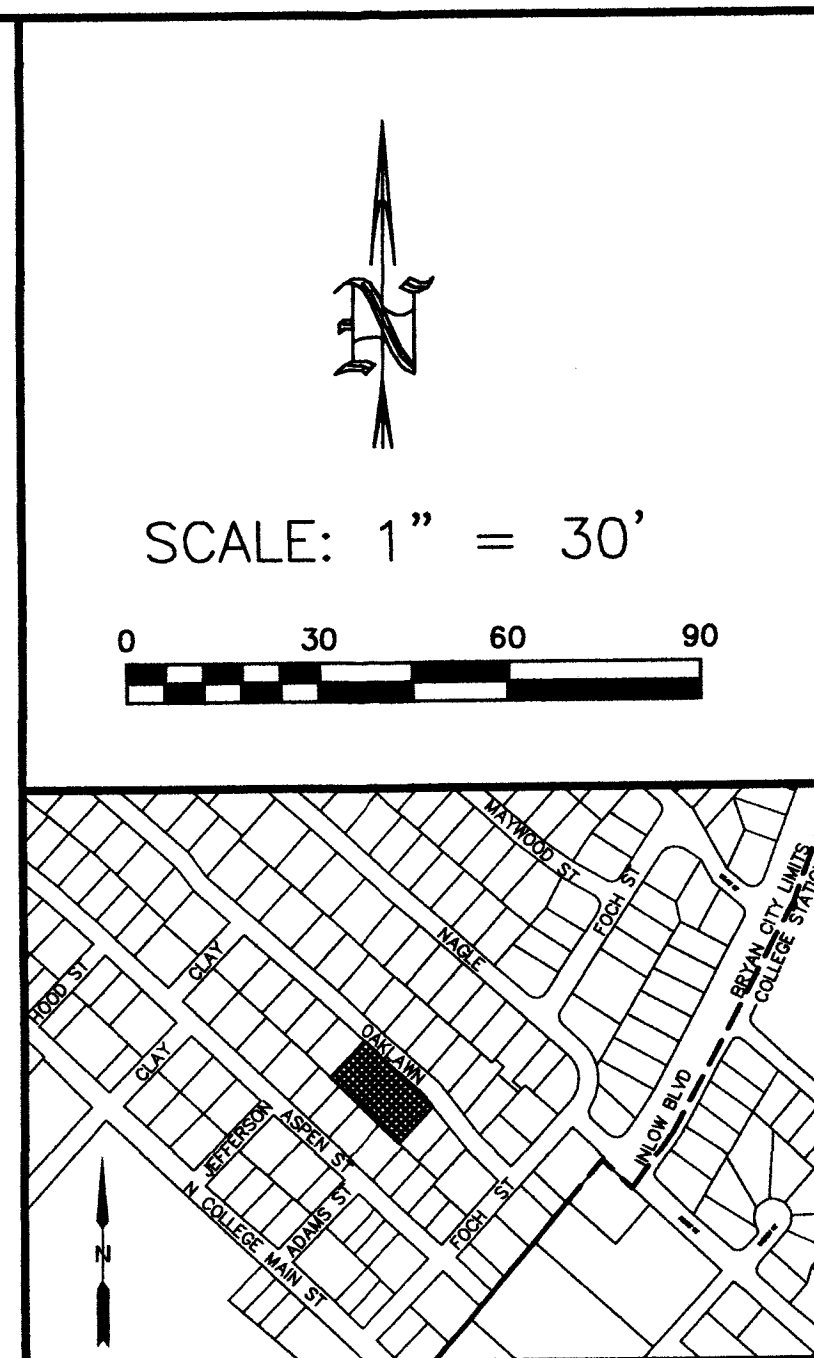 N
SCALE: 1" = 30'
0 30 60 90
MAYWOOD ST
FOCH ST
NAGLE
BRYAN CITY LIMITS
COLLEGE STATION
CLAY
HOOD ST
OAKLAWN
CLAY
INLOW BLVD
JEFFERSON
ASPEN ST
ADAMS ST
FOCH ST
N COLLEGE MAIN ST
N